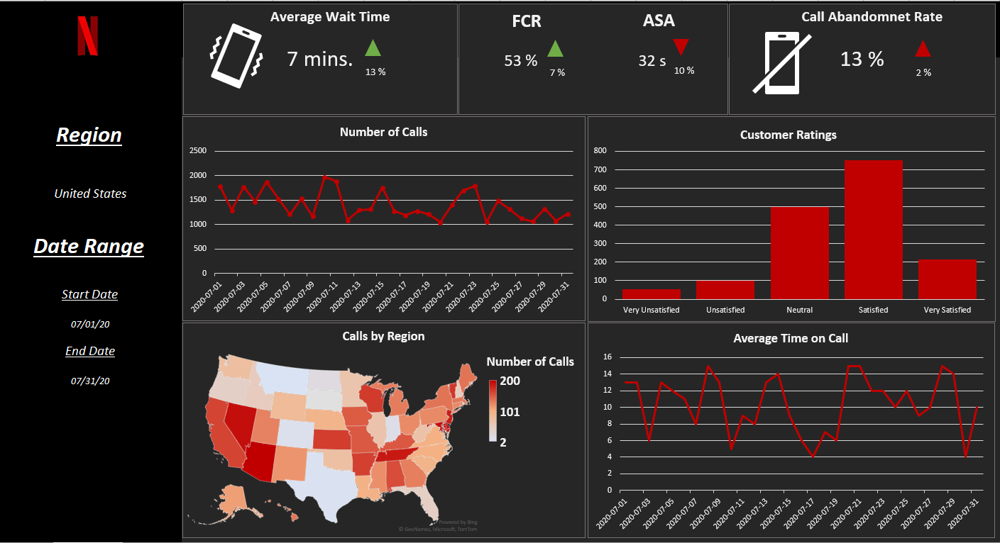 N
Region
United States
Date Range
Start Date
07/01/20
End Date
07/31/20
Average Wait Time
7 mins.
13 %
FCR
53 %
7 %
ASA
32 s
10 %
Call Abandomnet Rate
13 %
2 %
Number of Calls
2500
2000
1500
1000
500
0
2020-07-01
2020-07-03
2020-07-05
2020-07-07
2020-07-09
2020-07-11
2020-07-13
2020-07-15
2020-07-17
2020-07-19
2020-07-21
2020-07-23
2020-07-25
2020-07-27
2020-07-29
2020-07-31
Customer Ratings
800
700
600
500
400
300
200
100
0
Very Unsatisfied
Unsatisfied
Neutral
Satisfied
Very Satisfied
Calls by Region
Number of Calls
200
101
2
Powered by Bing
© GeoNames, Microsoft, TomTom
Average Time on Call
16
14
12
10
8
6
4
2
0
2020-07-01
2020-07-03
2020-07-05
2020-07-07
2020-07-09
2020-07-11
2020-07-13
2020-07-15
2020-07-17
2020-07-19
2020-07-21
2020-07-23
2020-07-25
2020-07-27
2020-07-29
2020-07-31